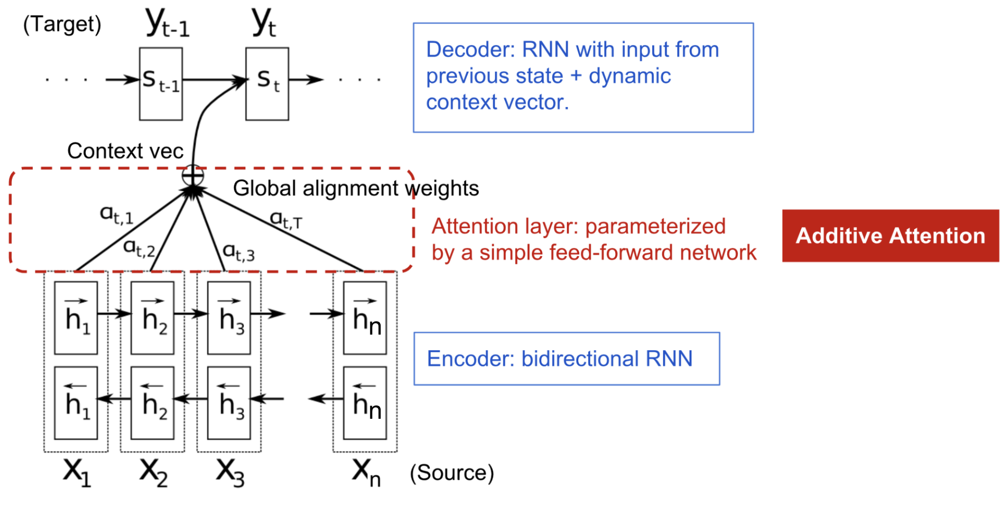 (Target)
yt-1
yt
· · ·
st-1
st
· · ·
Decoder: RNN with input from
previous state + dynamic
context vector.
Context vec
Global alignment weights
at,1
at,2
at,3
at,T
Attention layer: parameterized
by a simple feed-forward network
Additive Attention
h1
h2
h3
hn
Encoder: bidirectional RNN
h1
h2
h3
hn
x1
x2
x3
xn
(Source)